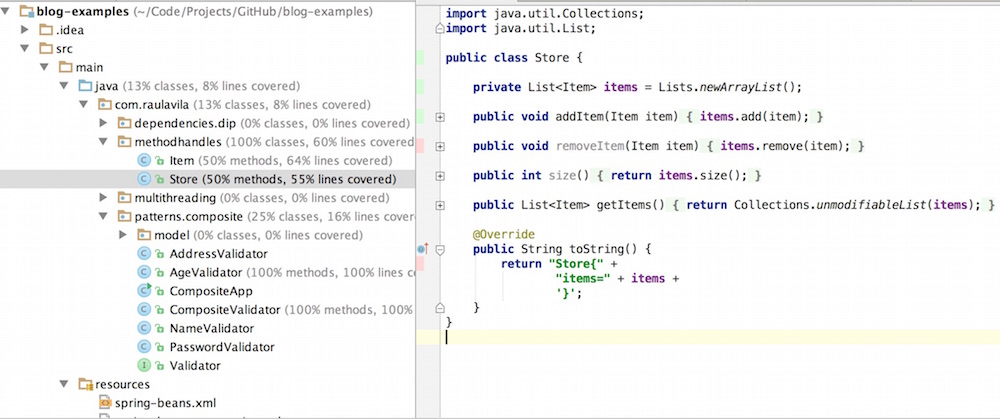 blog-examples (~/Code/Projects/GitHub/blog-examples)
.idea
src
main
java (13% classes, 8% lines covered)
com.raulavila (13% classes, 8% lines covered)
dependencies.dip (0% classes, 0% lines covered)
methodhandles (100% classes, 60% lines covered)
Item (50% methods, 64% lines covered)
Store (50% methods, 55% lines covered)
multithreading (0% classes, 0% lines covered)
patterns.composite (25% classes, 16% lines covered)
model (0% classes, 0% lines covered)
AddressValidator
AgeValidator (100% methods, 100% lines co
CompositeApp
CompositeValidator (100% methods, 100%
NameValidator
PasswordValidator
Validator
resources
spring-beans.xml
import java.util.Collections;
import java.util.List;
public class Store {
private List<Item> items = Lists.newArrayList();
public void addItem(Item item) { items.add(item); }
public void removeItem(Item item) { items.remove(item); }
public int size() { return items.size(); }
public List<Item> getItems() { return Collections.unmodifiableList(items); }
@Override
public String toString() {
return "Store{" +
"items=" + items +
'}';
}
}